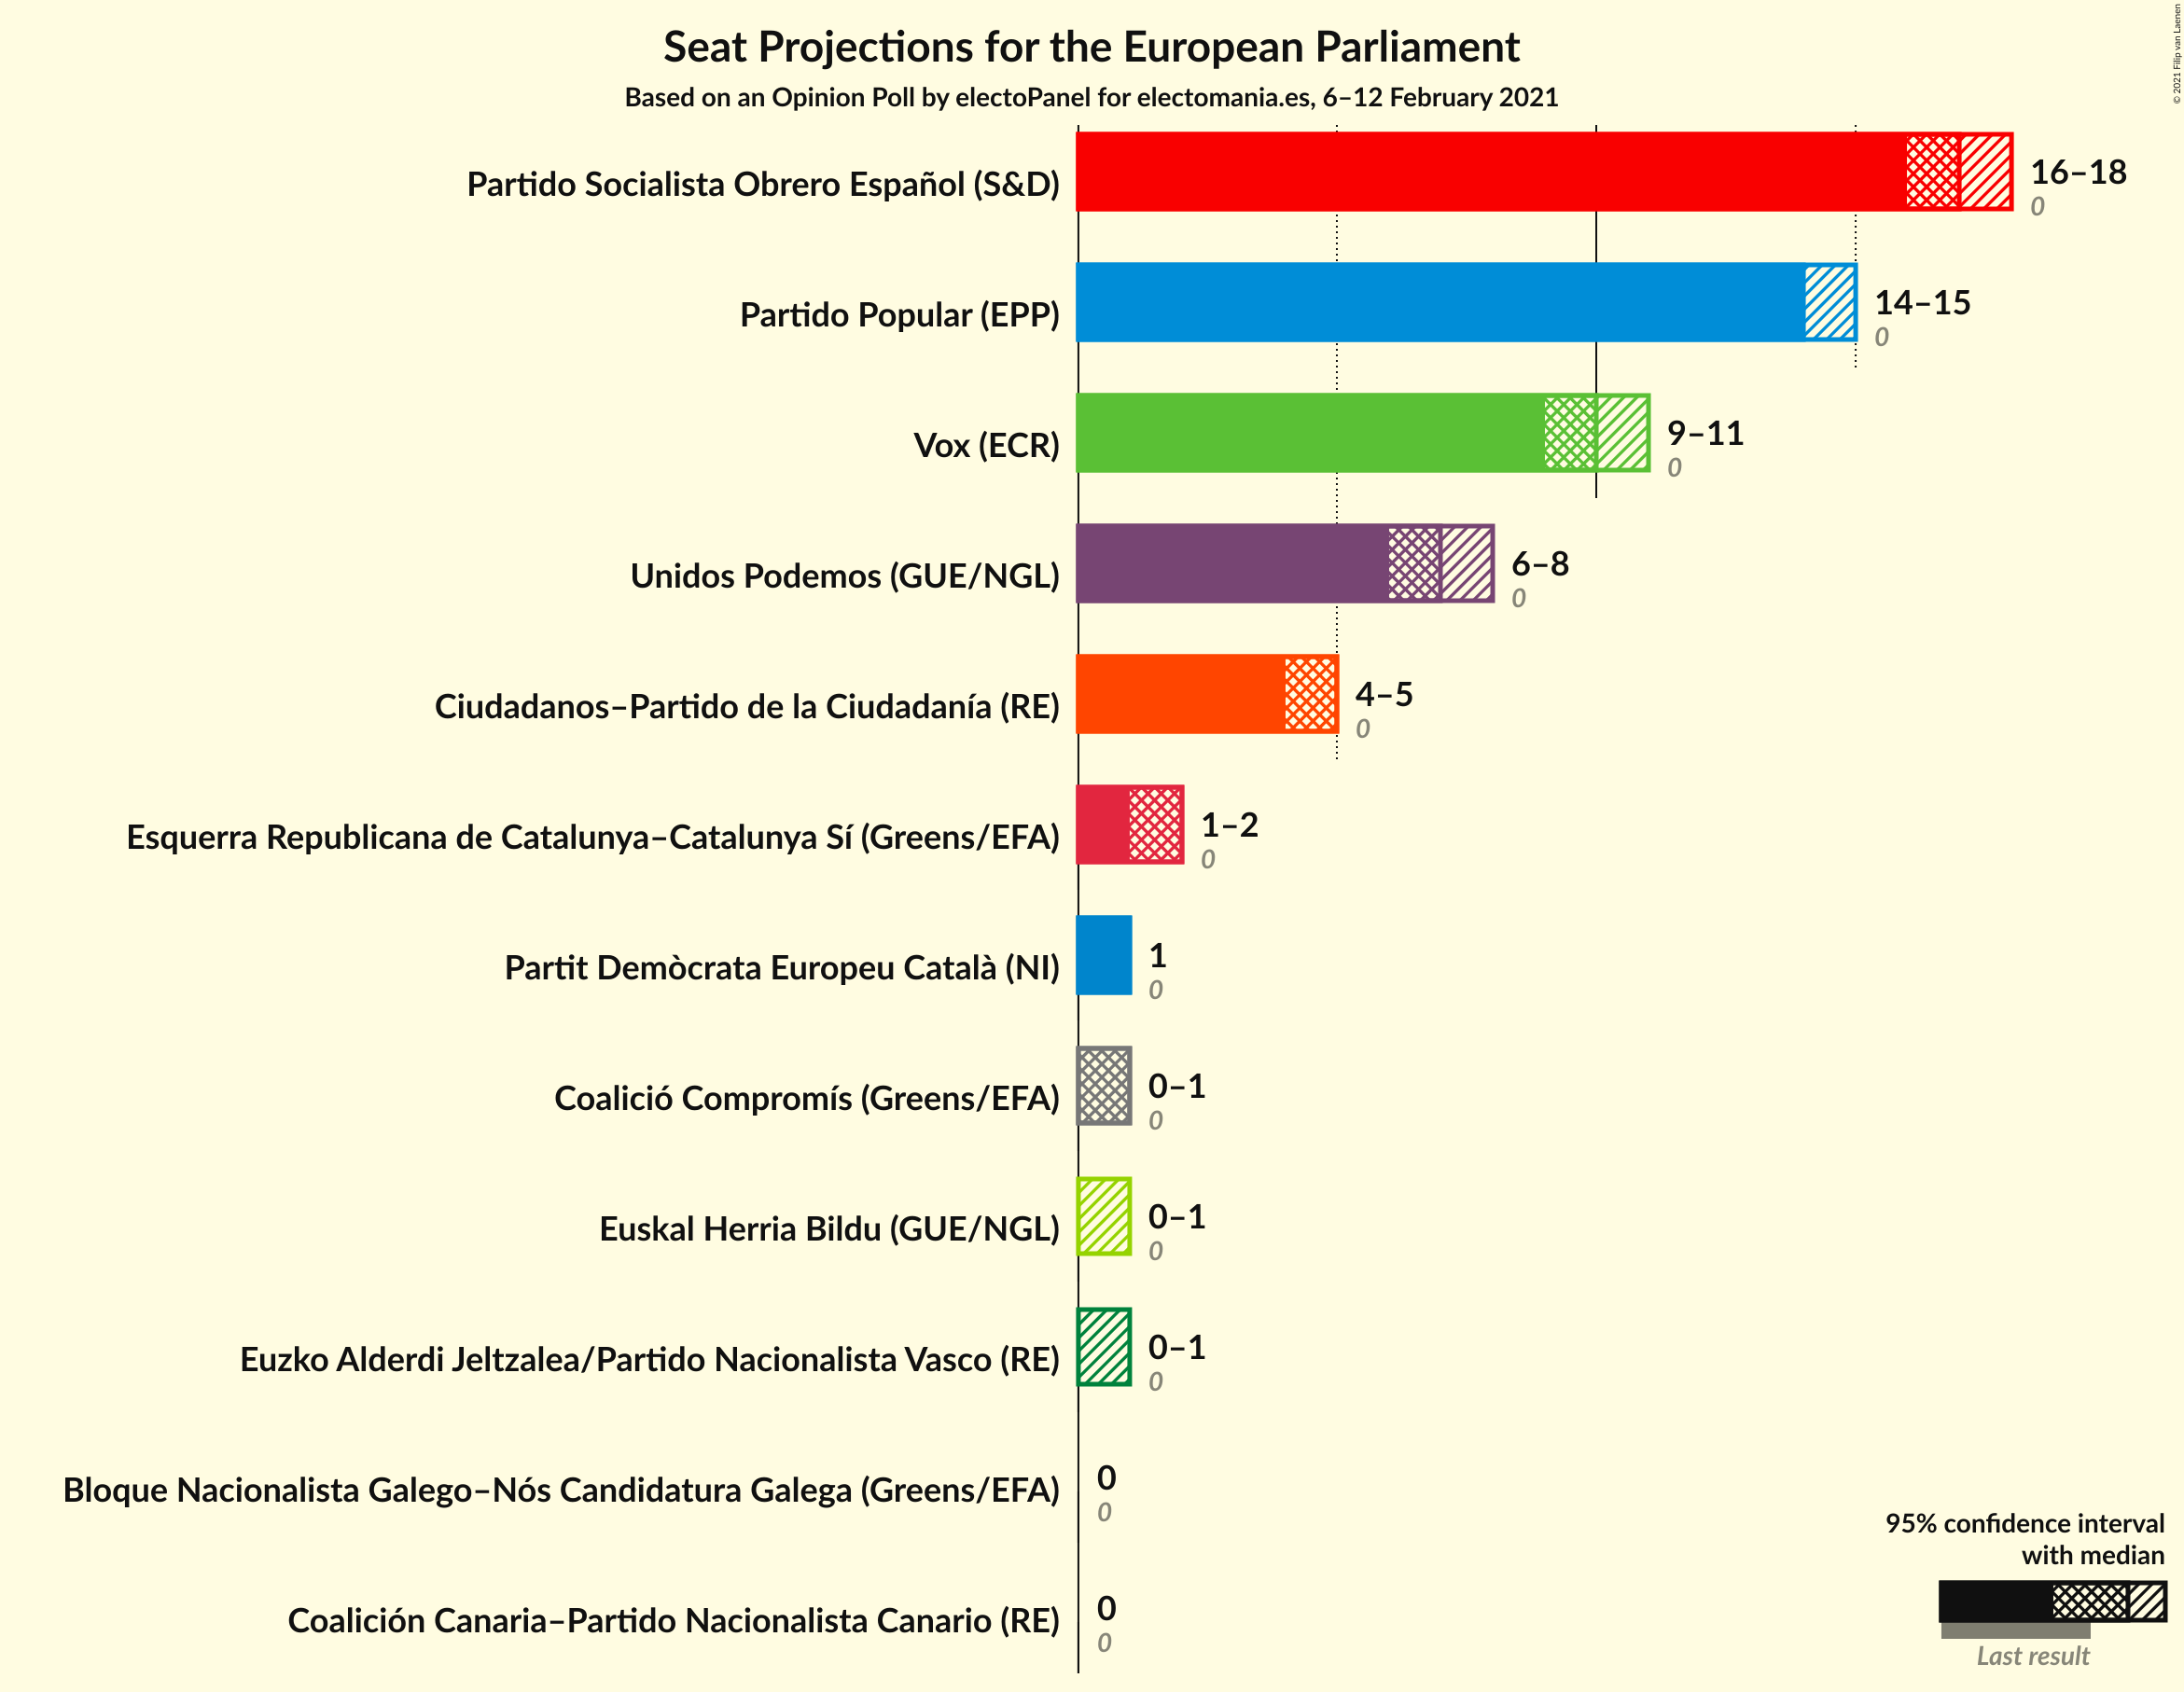 Seat Projections for the European Parliament
Based on an Opinion Poll by electoPanel for electomania.es, 6–12 February 2021
© 2021 Filip van Laenen
Partido Socialista Obrero Español (S&D)
16–18
0
Partido Popular (EPP)
14–15
0
Vox (ECR)
9–11
0
Unidos Podemos (GUE/NGL)
6–8
0
Ciudadanos–Partido de la Ciudadanía (RE)
4–5
0
Esquerra Republicana de Catalunya–Catalunya Sí (Greens/EFA)
1–2
0
Partit Demòcrata Europeu Català (NI)
1
0
Coalició Compromís (Greens/EFA)
0–1
0
Euskal Herria Bildu (GUE/NGL)
0–1
0
Euzko Alderdi Jeltzalea/Partido Nacionalista Vasco (RE)
0–1
0
Bloque Nacionalista Galego–Nós Candidatura Galega (Greens/EFA)
0
0
Coalición Canaria–Partido Nacionalista Canario (RE)
0
0
95% confidence interval
with median
Last result